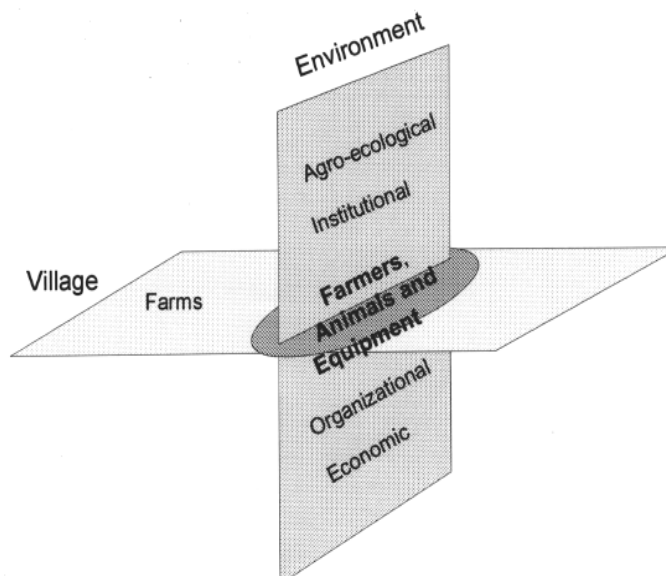 Environment
Agro-ecological
Institutional
Village
Farms
Farmers,
Animals and
Equipment
Organizational
Economic